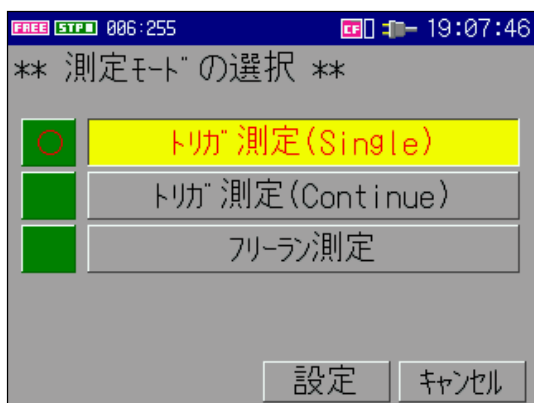 FREE STP 006:255 CF 19:07:46
** 測定ﾓｰﾄﾞの選択 **
ﾄﾘｶﾞ測定(Single)
ﾄﾘｶﾞ測定(Continue)
ﾌﾘｰﾗﾝ測定
設定 ｷｬﾝｾﾙ